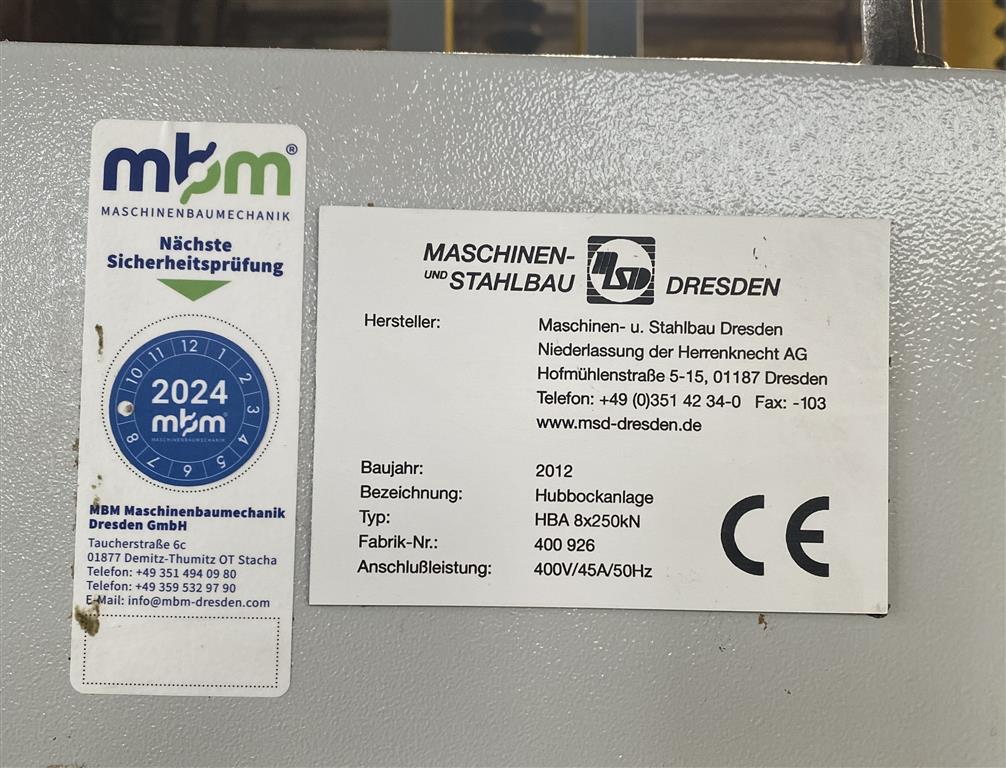 mbm®
MASCHINENBAUMECHANIK
Nächste
Sicherheitsprüfung
12
1
2
3
4
5
6
7
8
10
11
2024
mbm®
MASCHINENBAUMECHANIK
MBM Maschinenbaumechanik
Dresden GmbH
Taucherstraße 6c
01877 Demitz-Thumitz OT Stacha
Telefon: +49 351 494 09 80
Telefon: +49 359 532 97 90
E-Mail: info@mbm-dresden.com
MASCHINEN-
UND STAHLBAU MSD DRESDEN
Hersteller: Maschinen- u. Stahlbau Dresden
Niederlassung der Herrenknecht AG
Hofmühlenstraße 5-15, 01187 Dresden
Telefon: +49 (0)351 42 34-0 Fax: -103
www.msd-dresden.de
Baujahr: 2012
Bezeichnung: Hubbockanlage
Typ: HBA 8x250kN
Fabrik-Nr.: 400 926
Anschlußleistung: 400V/45A/50Hz
CE